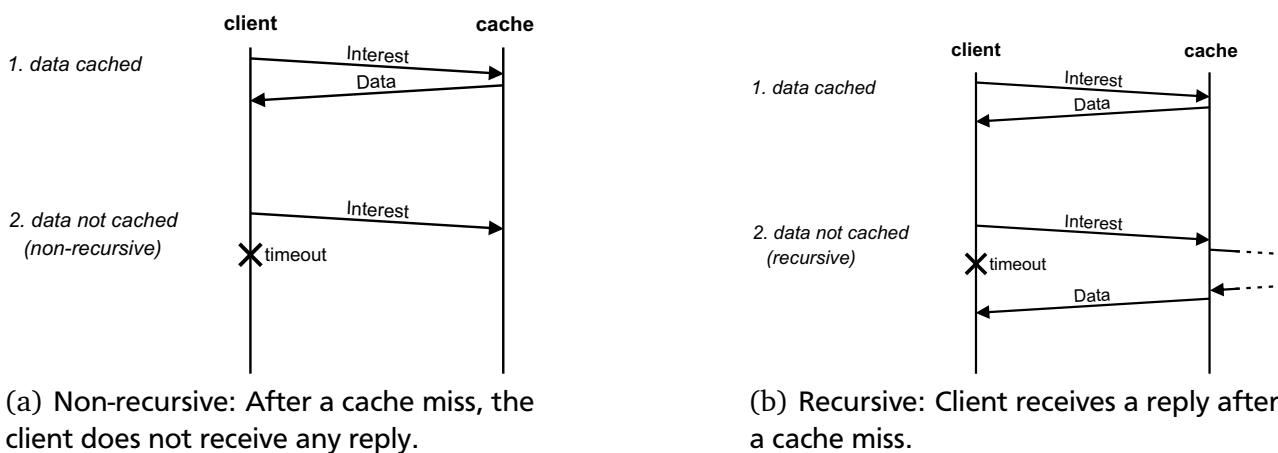 client cache
1. data cached
Interest
Data
2. data not cached
(non-recursive)
Interest
timeout
(a) Non-recursive: After a cache miss, the
client does not receive any reply.
client cache
1. data cached
Interest
Data
2. data not cached
(recursive)
Interest
timeout
Data
(b) Recursive: Client receives a reply after
a cache miss.